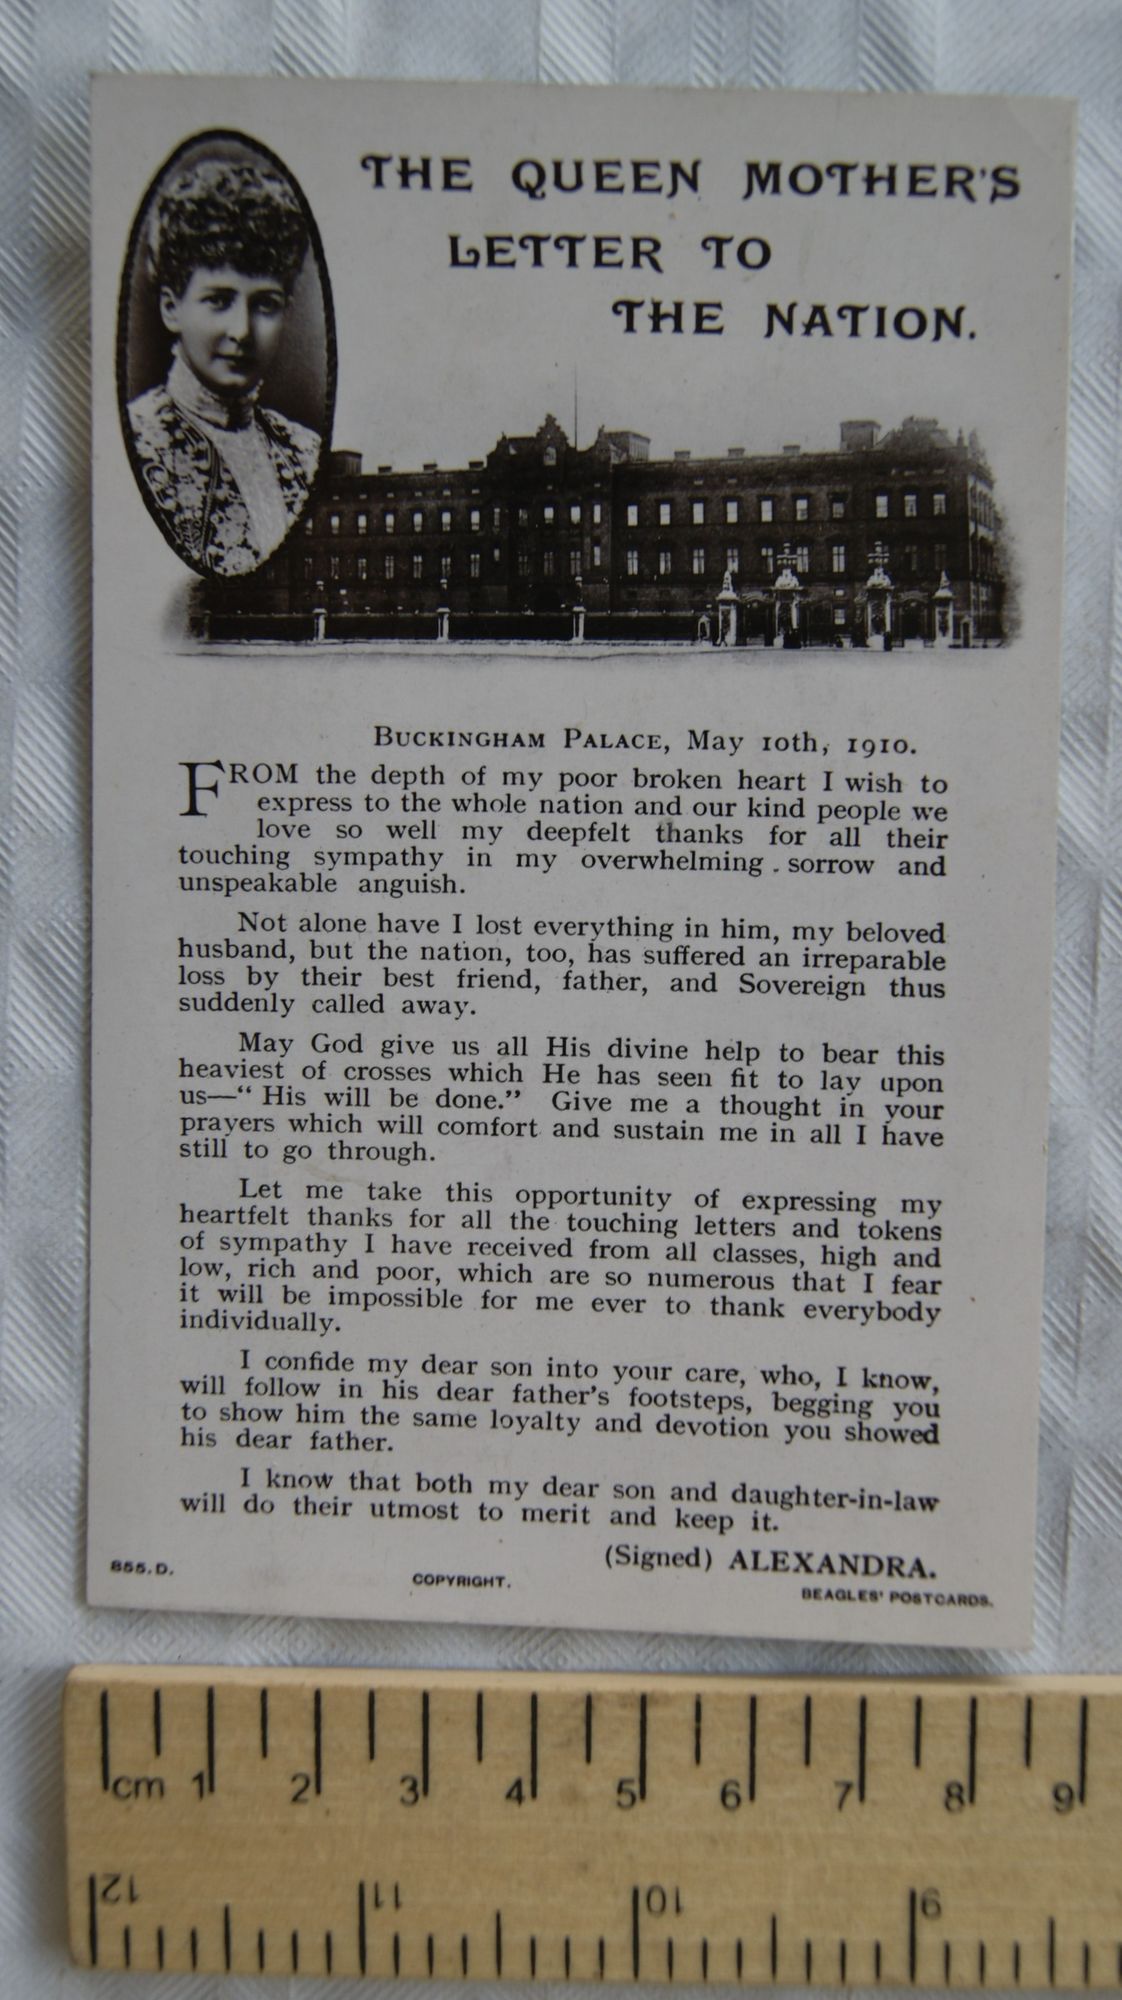 THE QUEEN MOTHER'S
LETTER TO
THE NATION.
BUCKINGHAM PALACE, May 10th, 1910.
FROM the depth of my poor broken heart I wish to
express to the whole nation and our kind people we
love so well my deepfelt thanks for all their
touching sympathy in my overwhelming sorrow and
unspeakable anguish.
Not alone have I lost everything in him, my beloved
husband, but the nation, too, has suffered an irreparable
loss by their best friend, father, and Sovereign thus
suddenly called away.
May God give us all His divine help to bear this
heaviest of crosses which He has seen fit to lay upon
us—“ His will be done.” Give me a thought in your
prayers which will comfort and sustain me in all I have
still to go through.
Let me take this opportunity of expressing my
heartfelt thanks for all the touching letters and tokens
of sympathy I have received from all classes, high and
low, rich and poor, which are so numerous that I fear
it will be impossible for me ever to thank everybody
individually.
I confide my dear son into your care, who, I know,
will follow in his dear father's footsteps, begging you
to show him the same loyalty and devotion you showed
his dear father.
I know that both my dear son and daughter-in-law
will do their utmost to merit and keep it.
(Signed) ALEXANDRA.
855.D.
COPYRIGHT.
BEAGLES' POSTCARDS.
cm 1 2 3 4 5 6 7 8 9
12 11 10 9